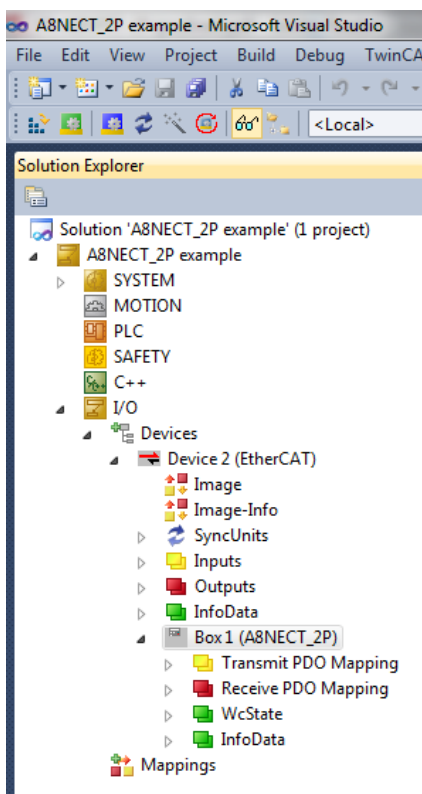 A8NECT_2P example - Microsoft Visual Studio
File Edit View Project Build Debug
<Local>
Solution Explorer
Solution 'A8NECT_2P example' (1 project)
A8NECT_2P example
SYSTEM
MOTION
PLC
SAFETY
C++
I/O
Devices
Device 2 (EtherCAT)
Image
Image-Info
SyncUnits
Inputs
Outputs
InfoData
Box 1 (A8NECT_2P)
Transmit PDO Mapping
Receive PDO Mapping
WcState
InfoData
Mappings